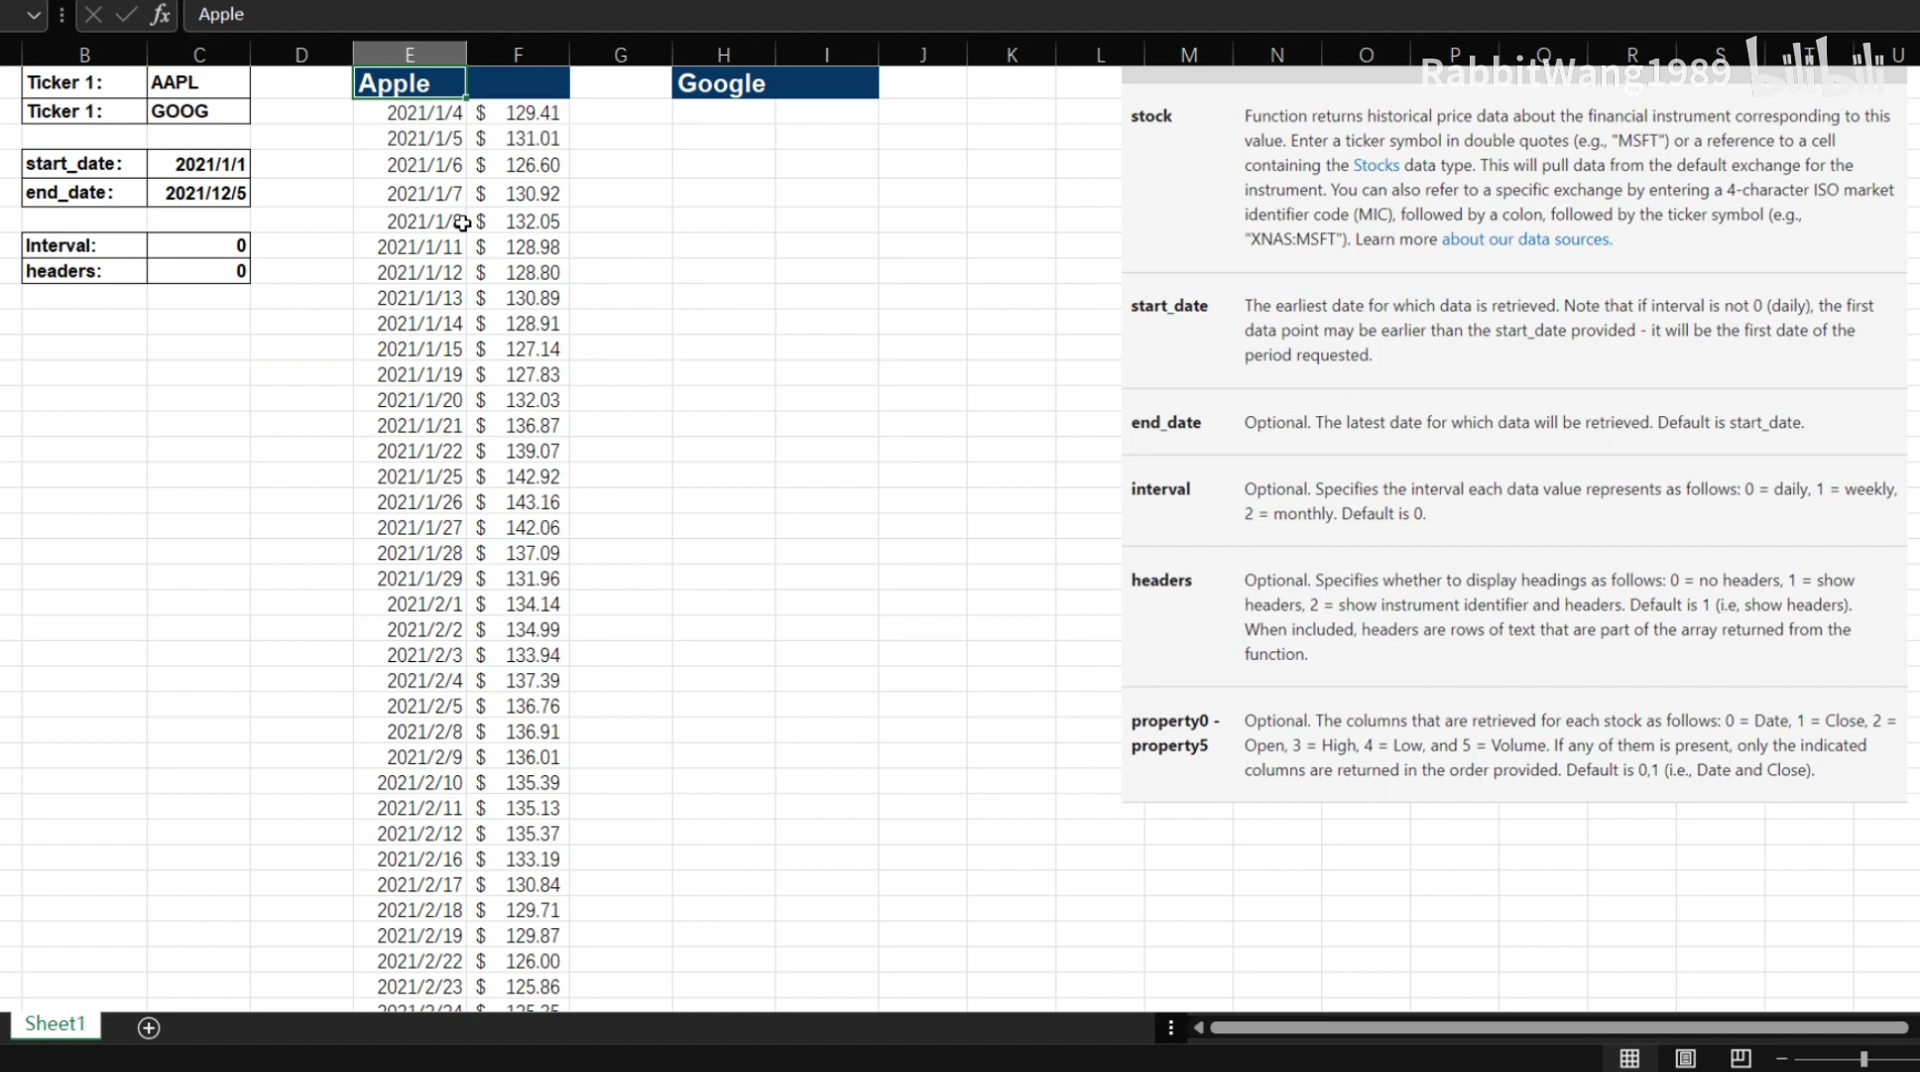 fx Apple
B C D E F G H I J K L M N O P Q R S T U
RabbitWang1989 bilibili
Ticker 1: AAPL
Ticker 1: GOOG
start_date: 2021/1/1
end_date: 2021/12/5
Interval: 0
headers: 0
Apple
2021/1/4 $ 129.41
2021/1/5 $ 131.01
2021/1/6 $ 126.60
2021/1/7 $ 130.92
2021/1/8 $ 132.05
2021/1/11 $ 128.98
2021/1/12 $ 128.80
2021/1/13 $ 130.89
2021/1/14 $ 128.91
2021/1/15 $ 127.14
2021/1/19 $ 127.83
2021/1/20 $ 132.03
2021/1/21 $ 136.87
2021/1/22 $ 139.07
2021/1/25 $ 142.92
2021/1/26 $ 143.16
2021/1/27 $ 142.06
2021/1/28 $ 137.09
2021/1/29 $ 131.96
2021/2/1 $ 134.14
2021/2/2 $ 134.99
2021/2/3 $ 133.94
2021/2/4 $ 137.39
2021/2/5 $ 136.76
2021/2/8 $ 136.91
2021/2/9 $ 136.01
2021/2/10 $ 135.39
2021/2/11 $ 135.13
2021/2/12 $ 135.37
2021/2/16 $ 133.19
2021/2/17 $ 130.84
2021/2/18 $ 129.71
2021/2/19 $ 129.87
2021/2/22 $ 126.00
2021/2/23 $ 125.86
Google
stock
Function returns historical price data about the financial instrument corresponding to this
value. Enter a ticker symbol in double quotes (e.g., "MSFT") or a reference to a cell
containing the Stocks data type. This will pull data from the default exchange for the
instrument. You can also refer to a specific exchange by entering a 4-character ISO market
identifier code (MIC), followed by a colon, followed by the ticker symbol (e.g.,
"XNAS:MSFT"). Learn more about our data sources.
start_date
The earliest date for which data is retrieved. Note that if interval is not 0 (daily), the first
data point may be earlier than the start_date provided - it will be the first date of the
period requested.
end_date
Optional. The latest date for which data will be retrieved. Default is start_date.
interval
Optional. Specifies the interval each data value represents as follows: 0 = daily, 1 = weekly,
2 = monthly. Default is 0.
headers
Optional. Specifies whether to display headings as follows: 0 = no headers, 1 = show
headers, 2 = show instrument identifier and headers. Default is 1 (i.e, show headers).
When included, headers are rows of text that are part of the array returned from the
function.
property0 -
property5
Optional. The columns that are retrieved for each stock as follows: 0 = Date, 1 = Close, 2 =
Open, 3 = High, 4 = Low, and 5 = Volume. If any of them is present, only the indicated
columns are returned in the order provided. Default is 0,1 (i.e., Date and Close).
Sheet1